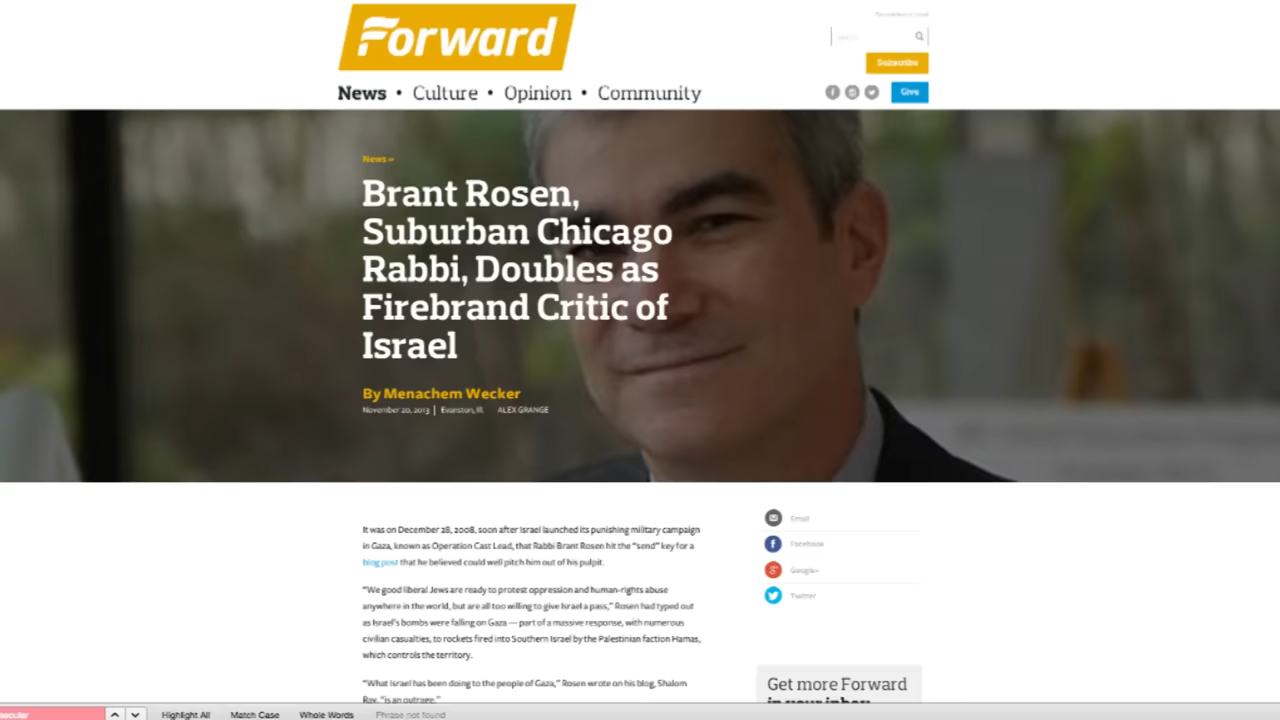 Forward
Subscribe
News • Culture • Opinion • Community
Give
News »
Brant Rosen,
Suburban Chicago
Rabbi, Doubles as
Firebrand Critic of
Israel
By Menachem Wecker
November 20, 2013 | Evanston, Ill. ALEX GRANGE
It was on December 28, 2008, soon after Israel launched its punishing military campaign
in Gaza, known as Operation Cast Lead, that Rabbi Brant Rosen hit the “send” key for a
blog post that he believed could well pitch him out of his pulpit.
“We good liberal Jews are ready to protest oppression and human-rights abuse
anywhere in the world, but are all too willing to give Israel a pass,” Rosen had typed out
as Israel’s bombs were falling on Gaza — part of a massive response, with numerous
civilian casualties, to rockets fired into Southern Israel by the Palestinian faction Hamas,
which controls the territory.
“What Israel has been doing to the people of Gaza,” Rosen wrote on his blog, Shalom
Rav, “is an outrage.”
Email
Facebook
Google+
Twitter
Get more Forward
in your inbox
Highlight All Match Case Whole Words Phrase not found